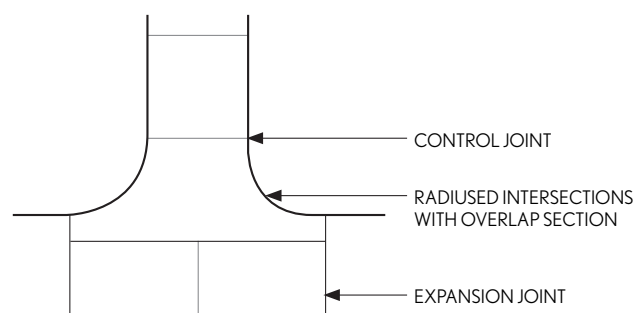 CONTROL JOINT
RADIUSED INTERSECTIONS
WITH OVERLAP SECTION
EXPANSION JOINT